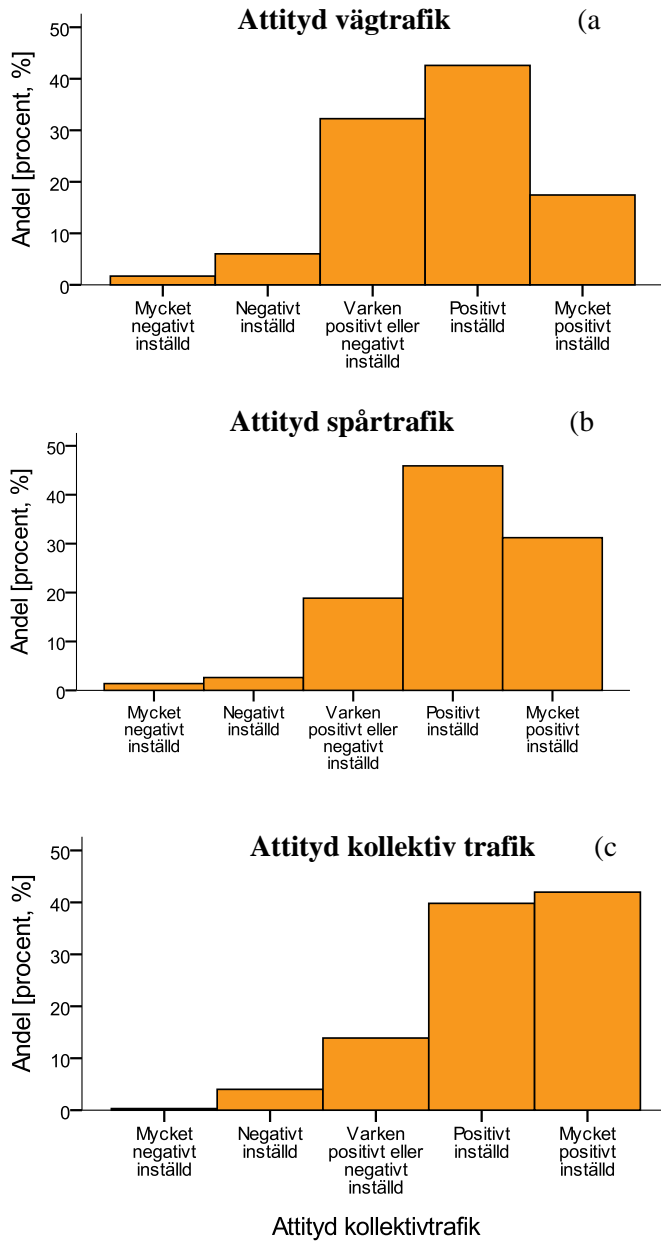 Attityd vägtrafik (a
Andel [procent, %]
50
40
30
20
10
0
Mycket
negativt
inställd
Negativt
inställd
Varken
positivt eller
negativt
inställd
Positivt
inställd
Mycket
positivt
inställd
Attityd spårtrafik (b
Andel [procent, %]
50
40
30
20
10
0
Mycket
negativt
inställd
Negativt
inställd
Varken
positivt eller
negativt
inställd
Positivt
inställd
Mycket
positivt
inställd
Attityd kollektiv trafik (c
Andel [procent, %]
50
40
30
20
10
0
Mycket
negativt
inställd
Negativt
inställd
Varken
positivt eller
negativt
inställd
Positivt
inställd
Mycket
positivt
inställd
Attityd kollektivtrafik